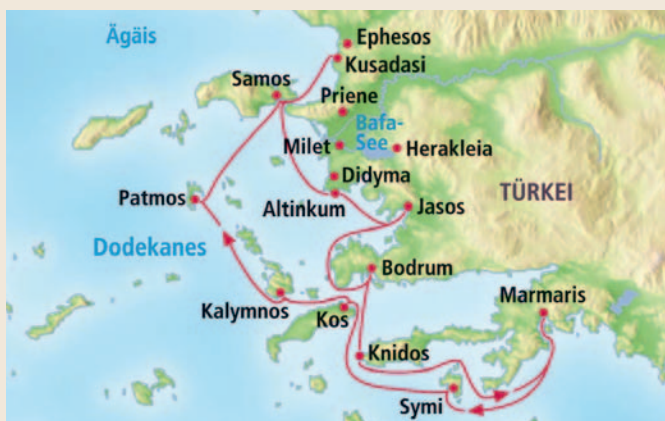 Ägäis
Ephesos
Kusadasi
Samos
Priene
Bafa-
See
Milet
Herakleia
Didyma
Patmos
Altinkum
Jasos
TÜRKEI
Dodekanes
Bodrum
Marmaris
Kalymnos
Kos
Knidos
Symi